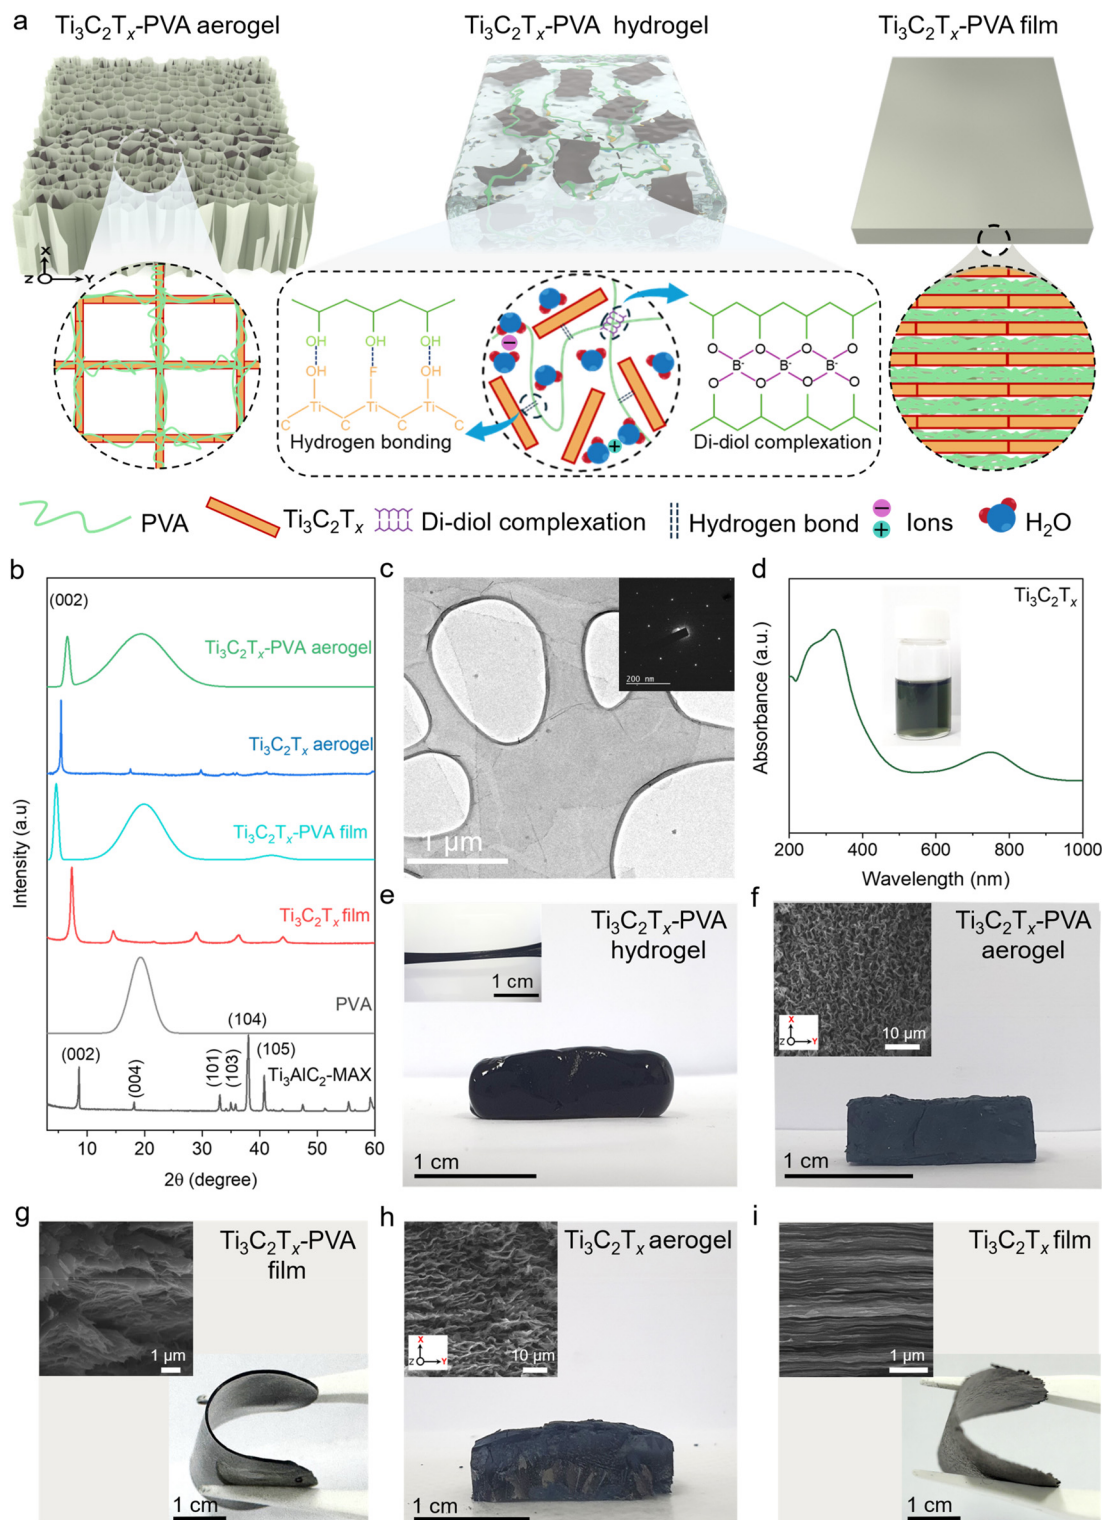 a
Ti₃C₂Tₓ-PVA aerogel
Ti₃C₂Tₓ-PVA hydrogel
Ti₃C₂Tₓ-PVA film
X
Z
Y
OH OH OH
OH F OH
Ti Ti Ti
C C C C
Hydrogen bonding
−
+
O O O O
B⁻ B⁻ B⁻
O O O O
Di-diol complexation
PVA
Ti₃C₂Tₓ
Di-diol complexation
Hydrogen bond
−
+
Ions
H₂O
b
(002)
Ti₃C₂Tₓ-PVA aerogel
Ti₃C₂Tₓ aerogel
Ti₃C₂Tₓ-PVA film
Ti₃C₂Tₓ film
PVA
(104)
(002)
(004)
(101)
(103)
(105)
Ti₃AlC₂-MAX
Intensity (a.u)
10 20 30 40 50 60
2θ (degree)
c
200 nm
1 µm
d
Ti₃C₂Tₓ
Absorbance (a.u.)
200 400 600 800 1000
Wavelength (nm)
e
Ti₃C₂Tₓ-PVA
hydrogel
1 cm
1 cm
f
Ti₃C₂Tₓ-PVA
aerogel
X
Z
Y
10 µm
1 cm
g
Ti₃C₂Tₓ-PVA
film
1 µm
1 cm
h
Ti₃C₂Tₓ aerogel
X
Z
Y
10 µm
1 cm
i
Ti₃C₂Tₓ film
1 µm
1 cm